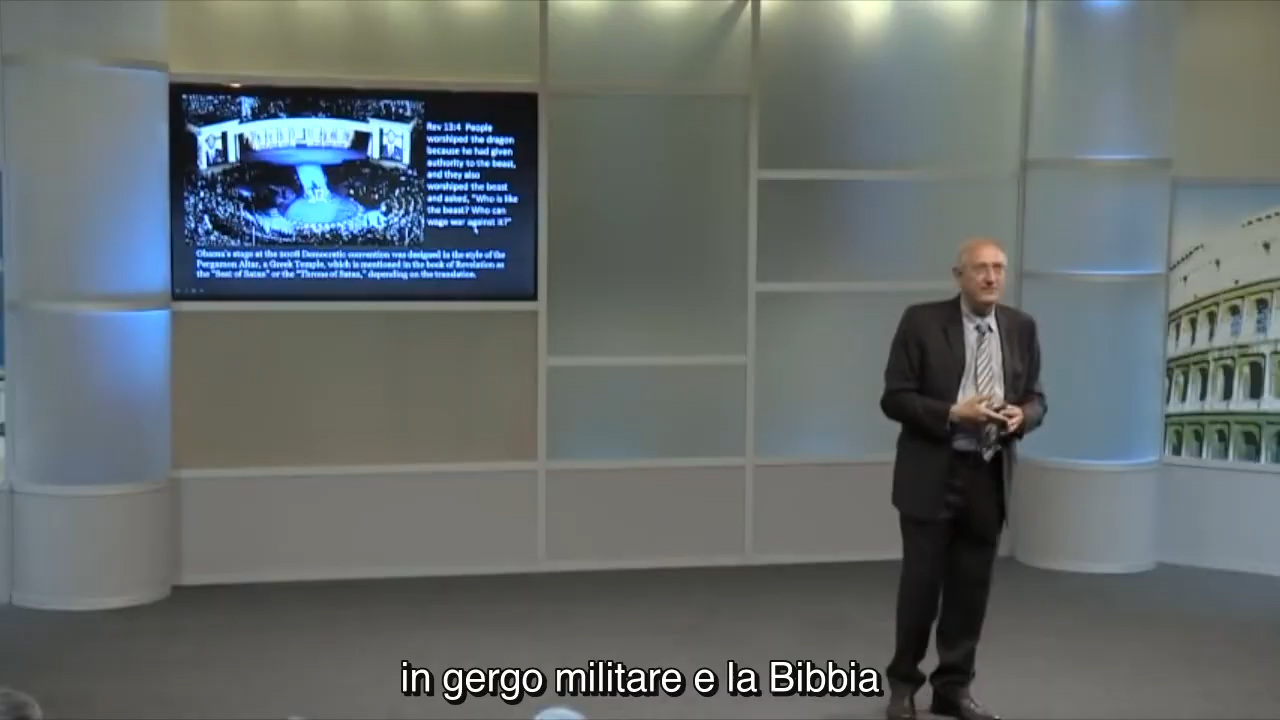 Rev 13:4 People
worshiped the dragon
because he had given
authority to the beast,
and they also
worshiped the beast
and asked, "Who is like
the beast? Who can
wage war against it?"
Obama's stage at the 2008 Democratic convention was designed in the style of the
Pergamon Altar, a Greek Temple, which is mentioned in the book of Revelation as
the "Seat of Satan" or the "Throne of Satan," depending on the translation.
in gergo militare e la Bibbia